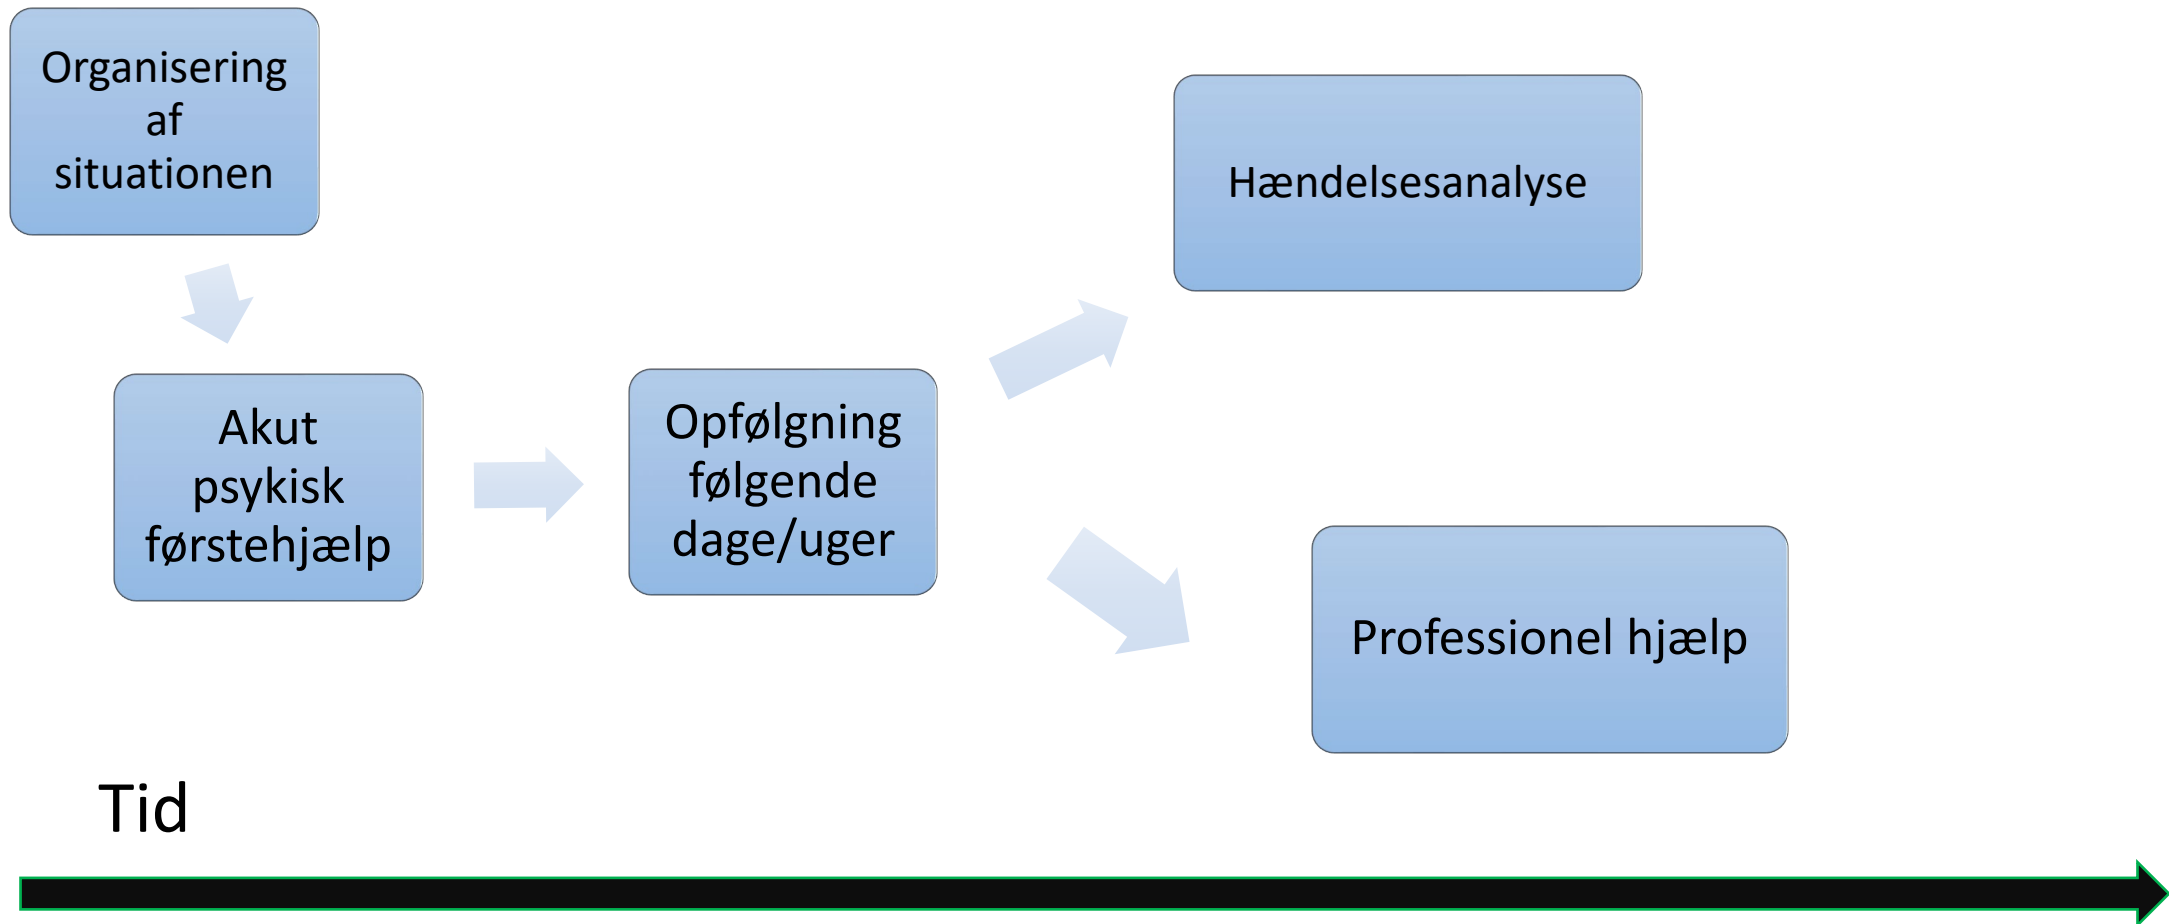 Organisering
af
situationen
Akut
psykisk
førstehjælp
Opfølgning
følgende
dage/uger
Hændelsesanalyse
Professionel hjælp
Tid